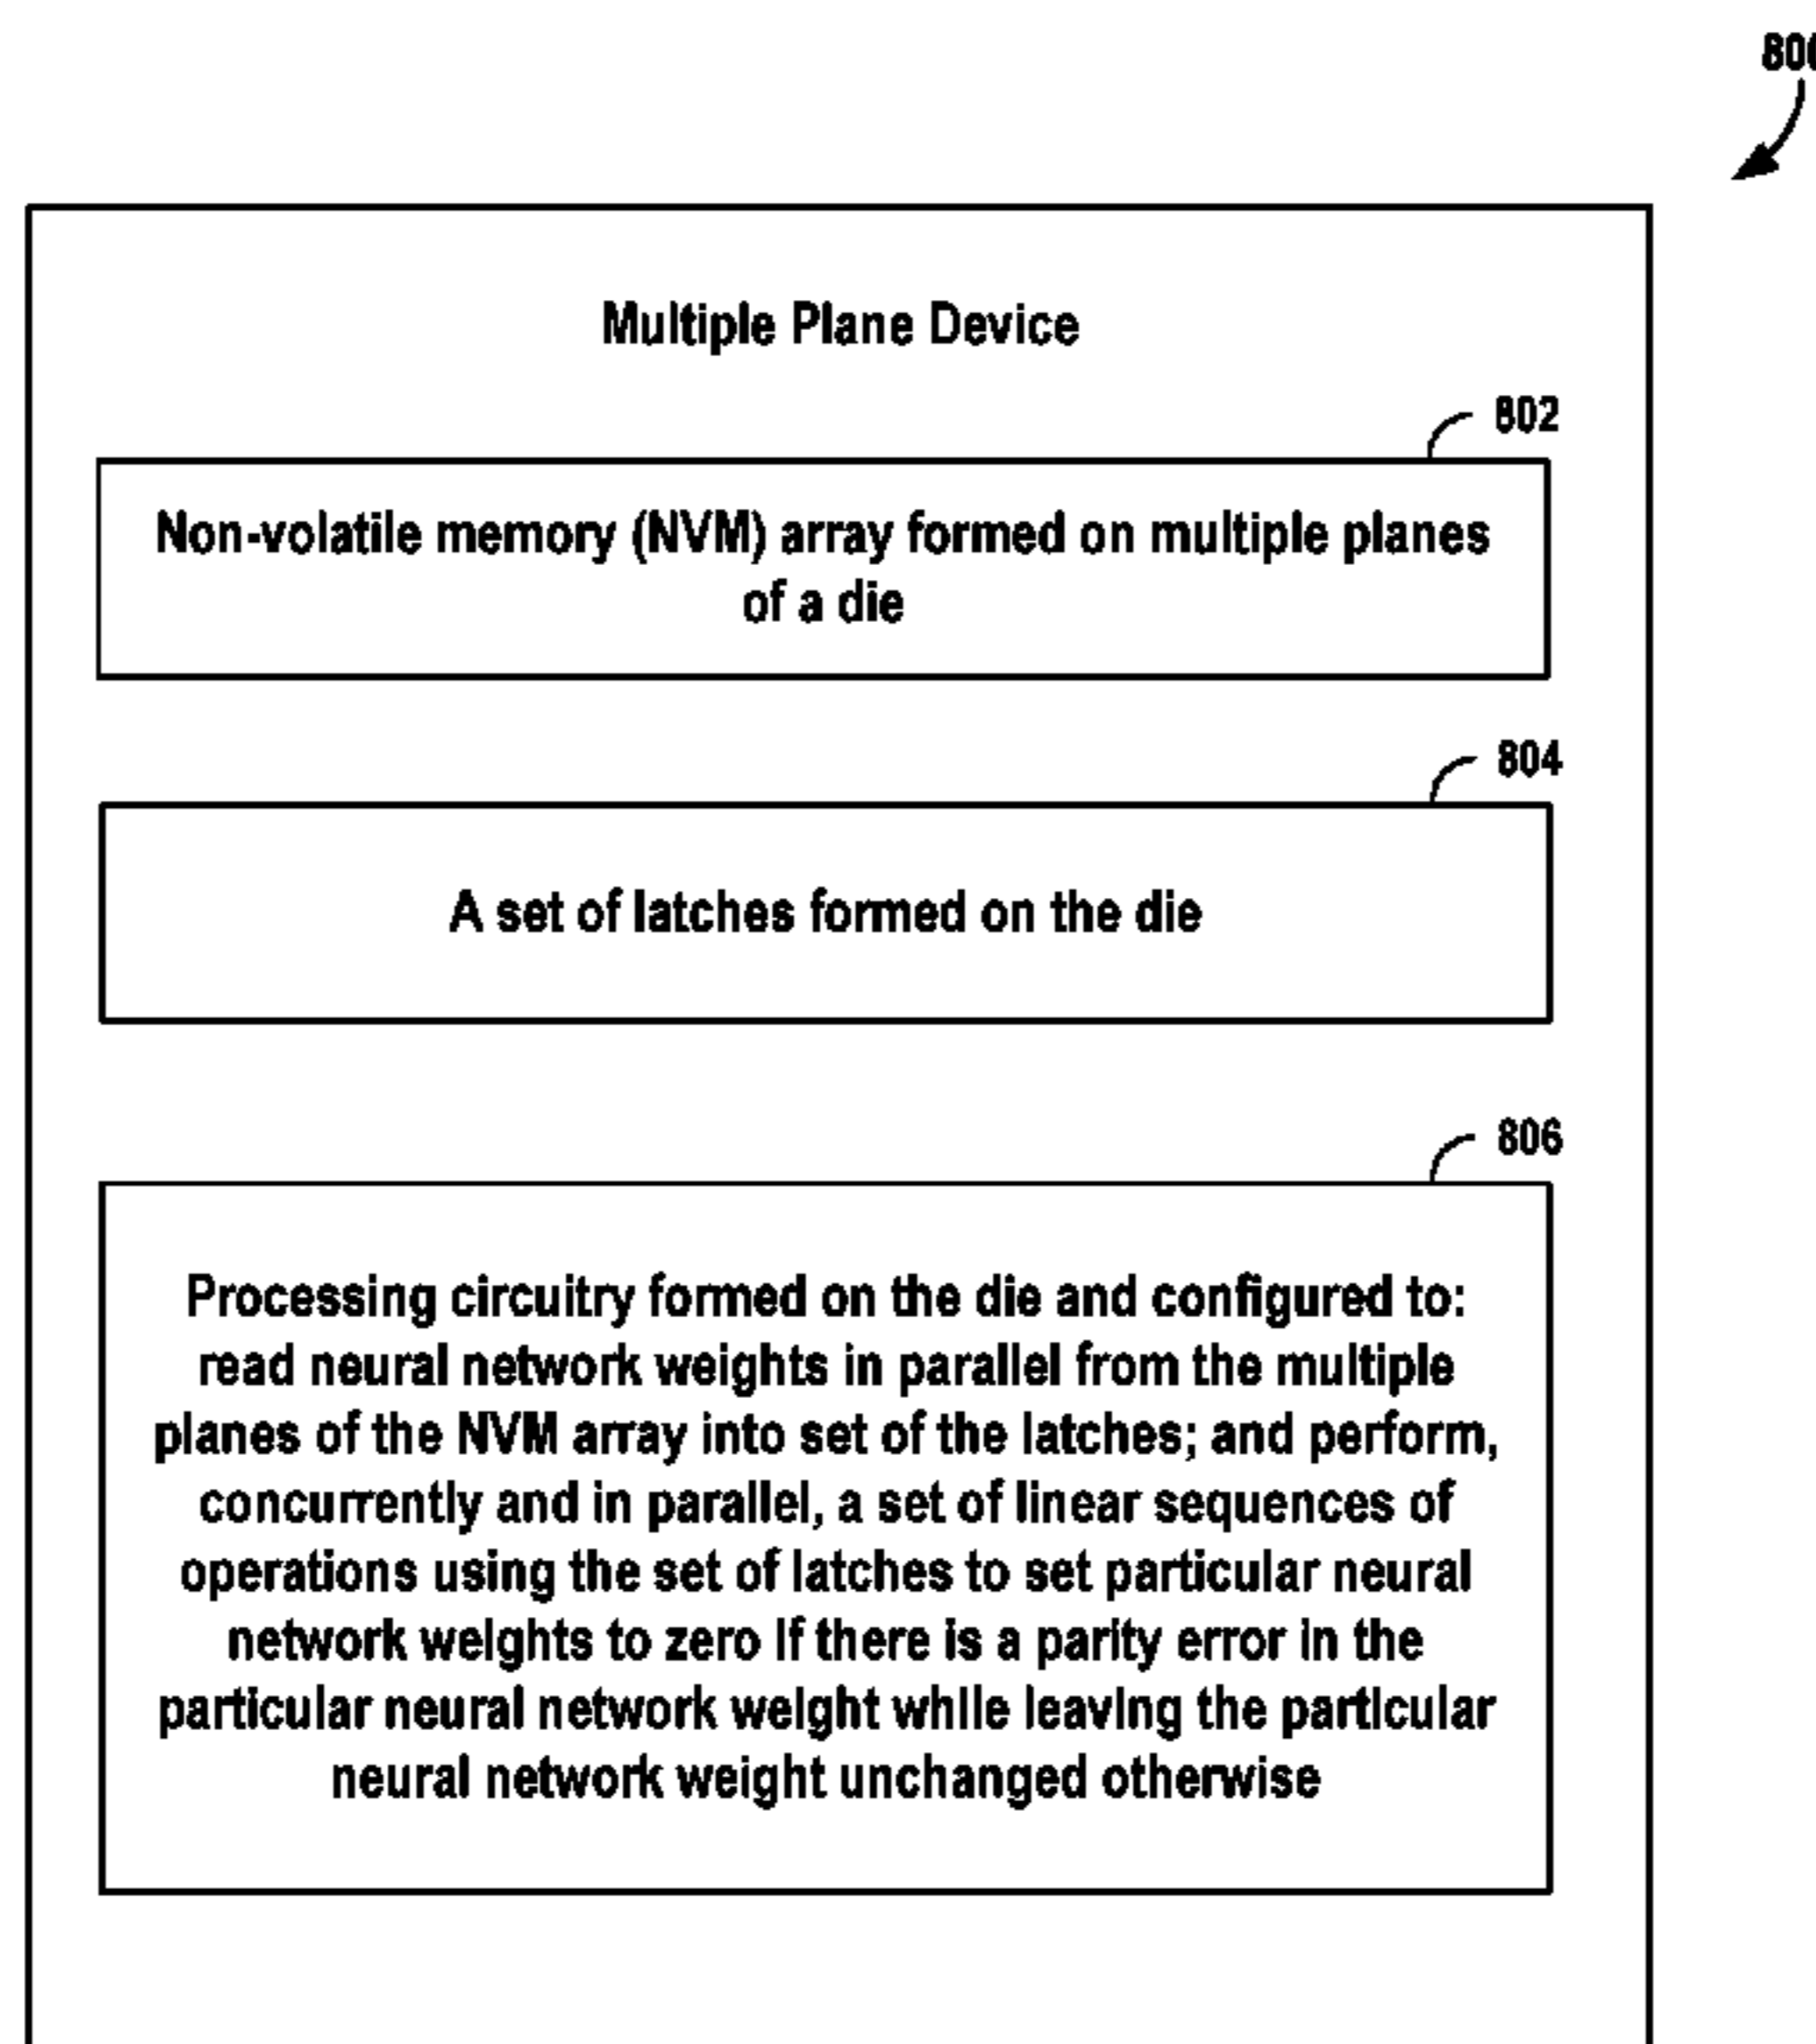 Multiple Plane Device
802
Non-volatile memory (NVM) array formed on multiple planes
of a die
804
A set of latches formed on the die
806
Processing circuitry formed on the die and configured to:
read neural network weights in parallel from the multiple
planes of the NVM array into set of the latches; and perform,
concurrently and in parallel, a set of linear sequences of
operations using the set of latches to set particular neural
network weights to zero if there is a parity error in the
particular neural network weight while leaving the particular
neural network weight unchanged otherwise